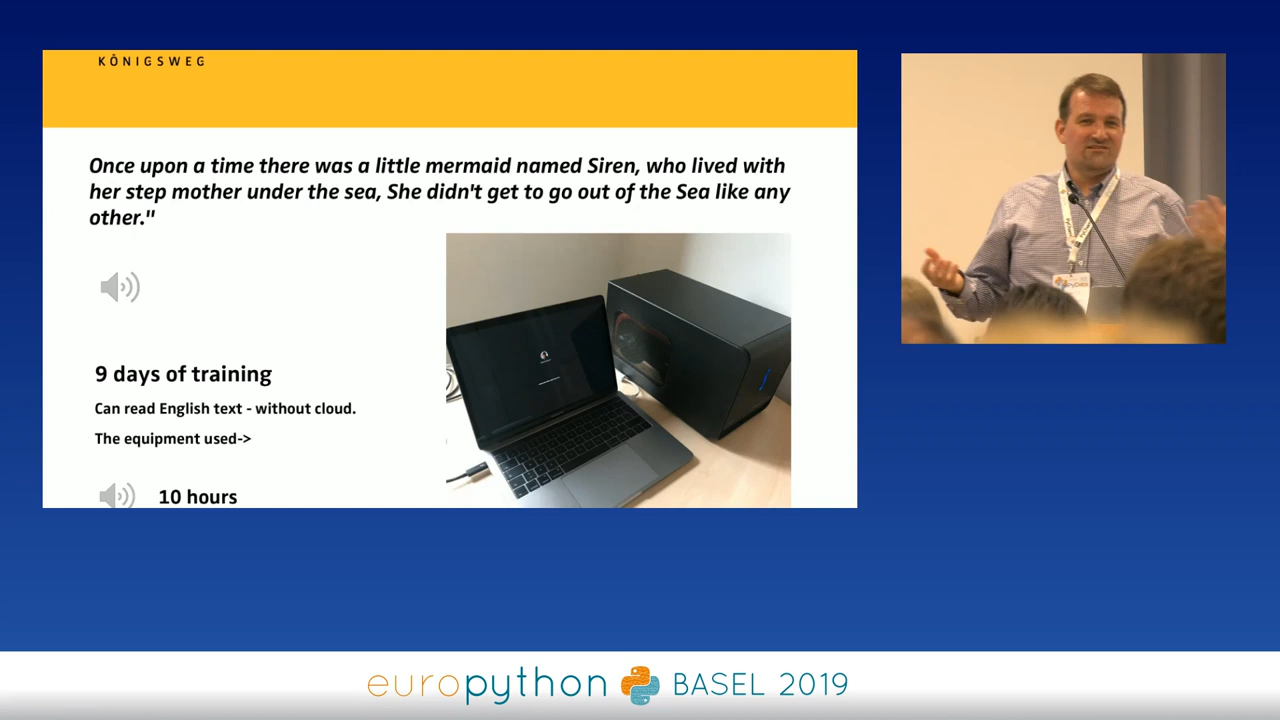 KÖNIGSWEG
Once upon a time there was a little mermaid named Siren, who lived with
her step mother under the sea, She didn't get to go out of the Sea like any
other."
9 days of training
Can read English text - without cloud.
The equipment used->
10 hours
europython BASEL 2019